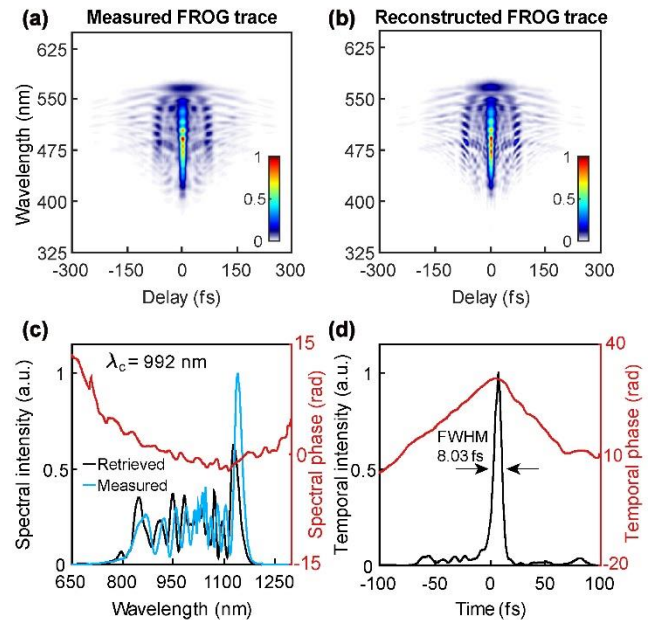 (a) Measured FROG trace
(b) Reconstructed FROG trace
Wavelength (nm)
625
550
475
400
325
-300 -150 0 150 300
Delay (fs)
1
0.5
0
625
550
475
400
325
-300 -150 0 150 300
Delay (fs)
1
0.5
0
(c)
λc= 992 nm
Spectral intensity (a.u.)
1
0.5
0
Retrieved
Measured
15
0
-15
Spectral phase (rad)
650 800 950 1100 1250
Wavelength (nm)
(d)
Temporal intensity (a.u.)
1
0.5
0
FWHM
8.03 fs
40
10
-20
Temporal phase (rad)
-100 -50 0 50 100
Time (fs)